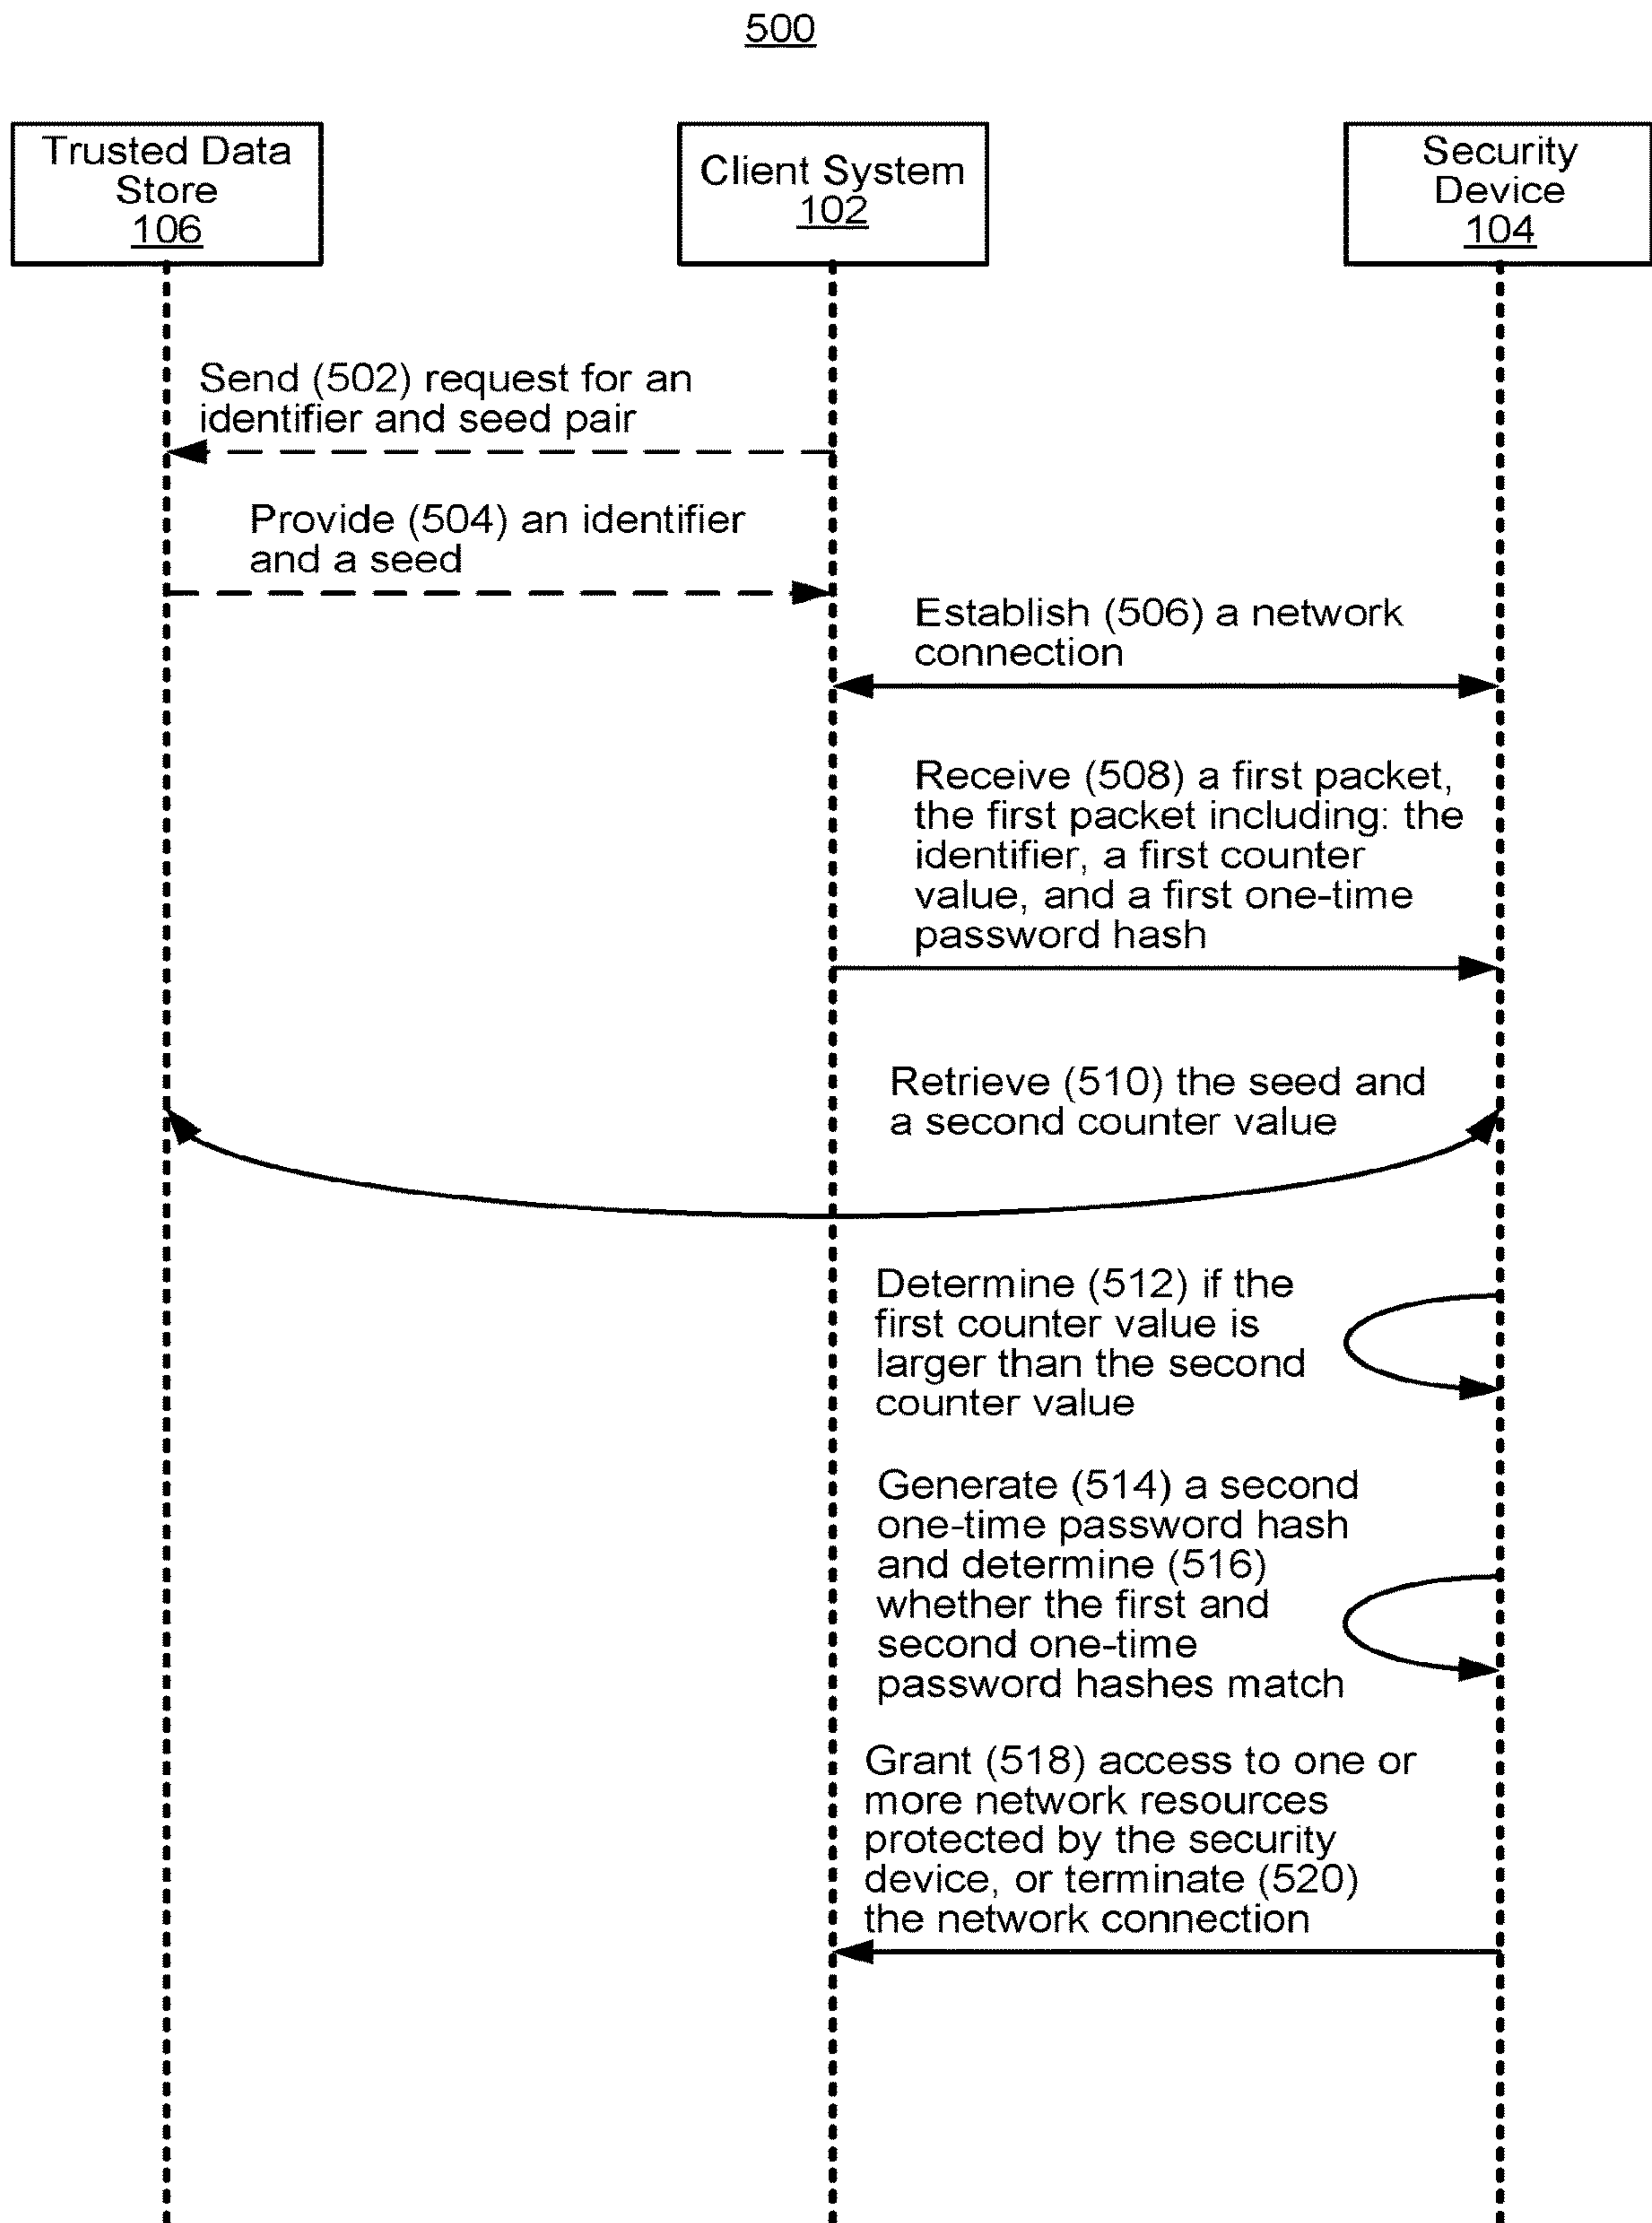 500
Trusted Data
Store
106
Client System
102
Security
Device
104
Send (502) request for an
identifier and seed pair
Provide (504) an identifier
and a seed
Establish (506) a network
connection
Receive (508) a first packet,
the first packet including: the
identifier, a first counter
value, and a first one-time
password hash
Retrieve (510) the seed and
a second counter value
Determine (512) if the
first counter value is
larger than the second
counter value
Generate (514) a second
one-time password hash
and determine (516)
whether the first and
second one-time
password hashes match
Grant (518) access to one or
more network resources
protected by the security
device, or terminate (520)
the network connection